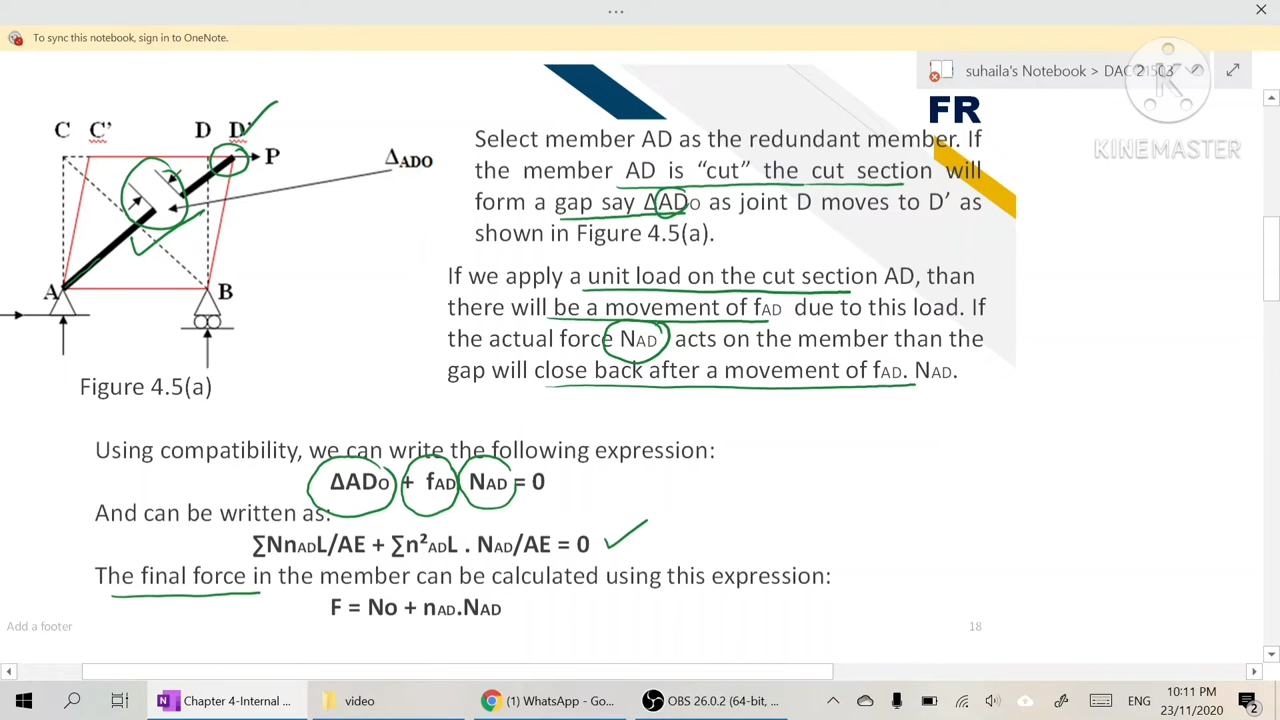 To sync this notebook, sign in to OneNote.
suhaila's Notebook > DAC 21503
K
KINEMASTER
FR
C C' D D' P
ΔADO
A B
Figure 4.5(a)
Select member AD as the redundant member. If
the member AD is “cut” the cut section will
form a gap say ΔADO as joint D moves to D’ as
shown in Figure 4.5(a).
If we apply a unit load on the cut section AD, than
there will be a movement of fAD due to this load. If
the actual force NAD acts on the member than the
gap will close back after a movement of fAD. NAD.
Using compatibility, we can write the following expression:
ΔADO + fAD NAD = 0
And can be written as:
∑NnADL/AE + ∑n²ADL . NAD/AE = 0
The final force in the member can be calculated using this expression:
F = No + nAD.NAD
Add a footer
18
Chapter 4-Internal ...
video
(1) WhatsApp - Go...
OBS 26.0.2 (64-bit, ...
ENG
10:11 PM
23/11/2020
2